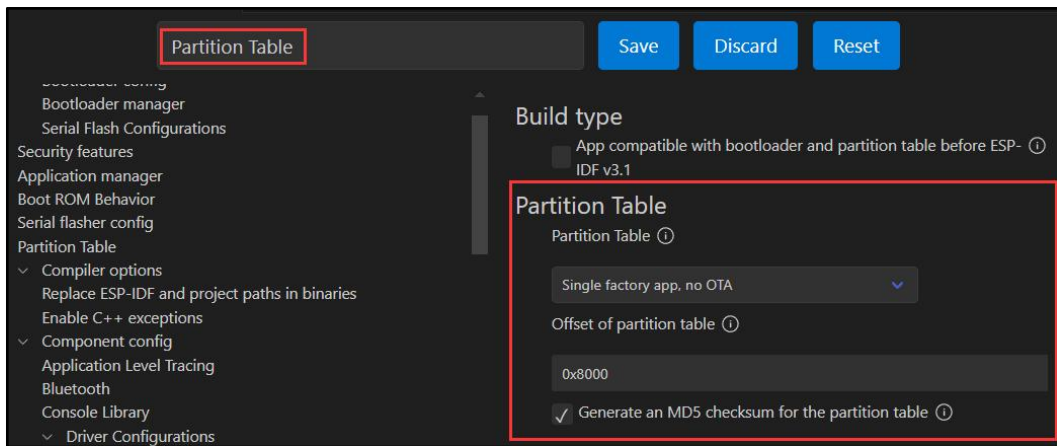 Partition Table
Save
Discard
Reset
Bootloader config
Bootloader manager
Serial Flash Configurations
Security features
Application manager
Boot ROM Behavior
Serial flasher config
Partition Table
Compiler options
Replace ESP-IDF and project paths in binaries
Enable C++ exceptions
Component config
Application Level Tracing
Bluetooth
Console Library
Driver Configurations
Build type
App compatible with bootloader and partition table before ESP-
IDF v3.1
Partition Table
Partition Table
Single factory app, no OTA
Offset of partition table
0x8000
Generate an MD5 checksum for the partition table